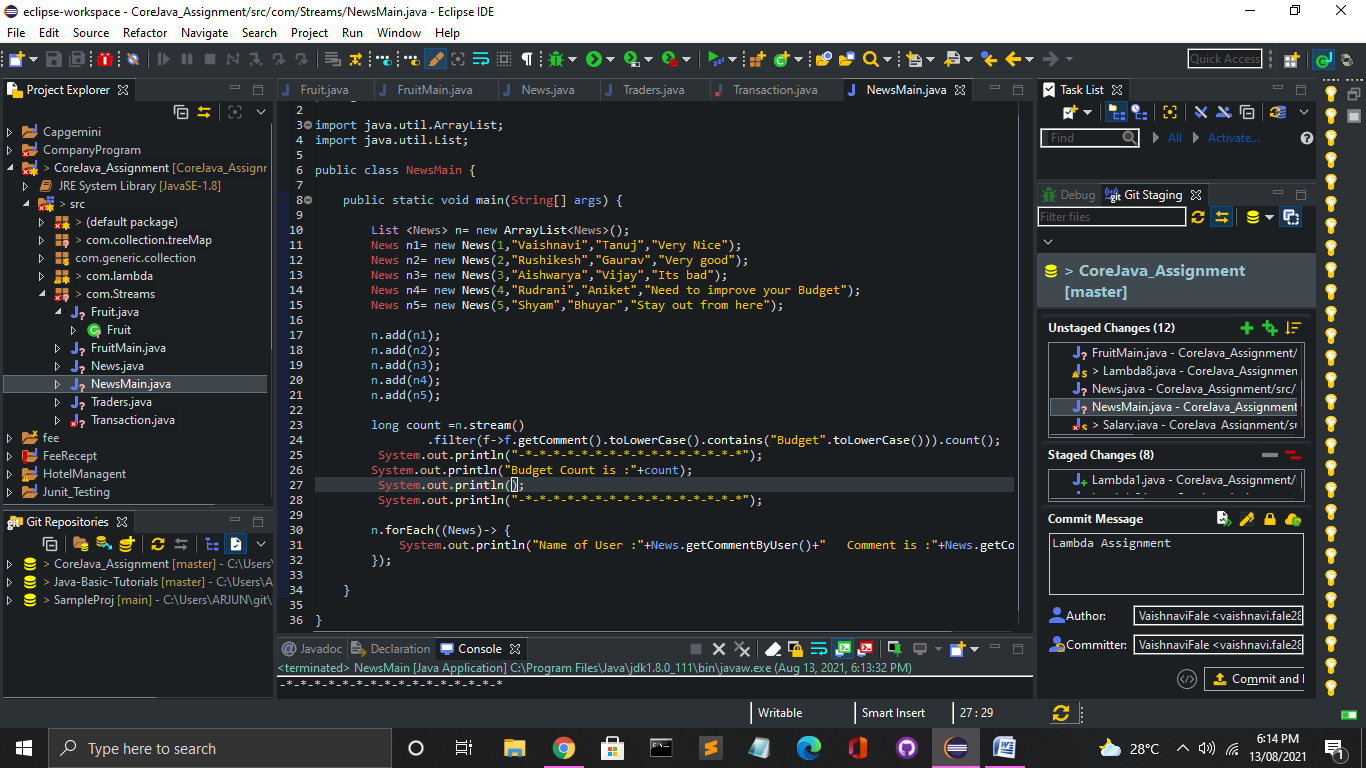 eclipse-workspace - CoreJava_Assignment/src/com/Streams/NewsMain.java - Eclipse IDE
File Edit Source Refactor Navigate Search Project Run Window Help
Quick Access
Project Explorer
Capgemini
CompanyProgram
> CoreJava_Assignment [CoreJava_Assignr
JRE System Library [JavaSE-1.8]
> src
> (default package)
> com.collection.treeMap
com.generic.collection
> com.lambda
> com.Streams
Fruit.java
Fruit
FruitMain.java
News.java
NewsMain.java
Traders.java
Transaction.java
fee
FeeRecept
HotelManagent
Junit_Testing
Git Repositories
> CoreJava_Assignment [master] - C:\Users\
> Java-Basic-Tutorials [master] - C:\Users\A
> SampleProj [main] - C:\Users\ARJUN\git\
Fruit.java FruitMain.java News.java Traders.java Transaction.java NewsMain.java
2
3 import java.util.ArrayList;
4 import java.util.List;
5
6 public class NewsMain {
7
8 public static void main(String[] args) {
9
10 List <News> n= new ArrayList<News>();
11 News n1= new News(1,"Vaishnavi","Tanuj","Very Nice");
12 News n2= new News(2,"Rushikesh","Gaurav","Very good");
13 News n3= new News(3,"Aishwarya","Vijay","Its bad");
14 News n4= new News(4,"Rudrani","Aniket","Need to improve your Budget");
15 News n5= new News(5,"Shyam","Bhuyar","Stay out from here");
16
17 n.add(n1);
18 n.add(n2);
19 n.add(n3);
20 n.add(n4);
21 n.add(n5);
22
23 long count =n.stream()
24 .filter(f->f.getComment().toLowerCase().contains("Budget".toLowerCase())).count();
25 System.out.println("-*-*-*-*-*-*-*-*-*-*-*-*-*-*-*-*");
26 System.out.println("Budget Count is :"+count);
27 System.out.println();
28 System.out.println("-*-*-*-*-*-*-*-*-*-*-*-*-*-*-*-*");
29
30 n.forEach((News)-> {
31 System.out.println("Name of User :"+News.getCommentByUser()+" Comment is :"+News.getCo
32 });
33
34 }
35
36 }
Javadoc Declaration Console
<terminated> NewsMain [Java Application] C:\Program Files\Java\jdk1.8.0_111\bin\javaw.exe (Aug 13, 2021, 6:13:32 PM)
-*-*-*-*-*-*-*-*-*-*-*-*-*-*-*-*
Task List
Find All Activate...
Debug Git Staging
Filter files
> CoreJava_Assignment
[master]
Unstaged Changes (12)
FruitMain.java - CoreJava_Assignment/
> Lambda8.java - CoreJava_Assignmen
News.java - CoreJava_Assignment/src/
NewsMain.java - CoreJava_Assignment
> Salary.java CoreJava Assignment/sr
Staged Changes (8)
Lambda1.java - CoreJava_Assignment/
Commit Message
Lambda Assignment
Author: VaishnaviFale <vaishnavi.fale28
Committer: VaishnaviFale <vaishnavi.fale28
Commit and I
Writable Smart Insert 27 : 29
Type here to search
28°C
6:14 PM
13/08/2021
1